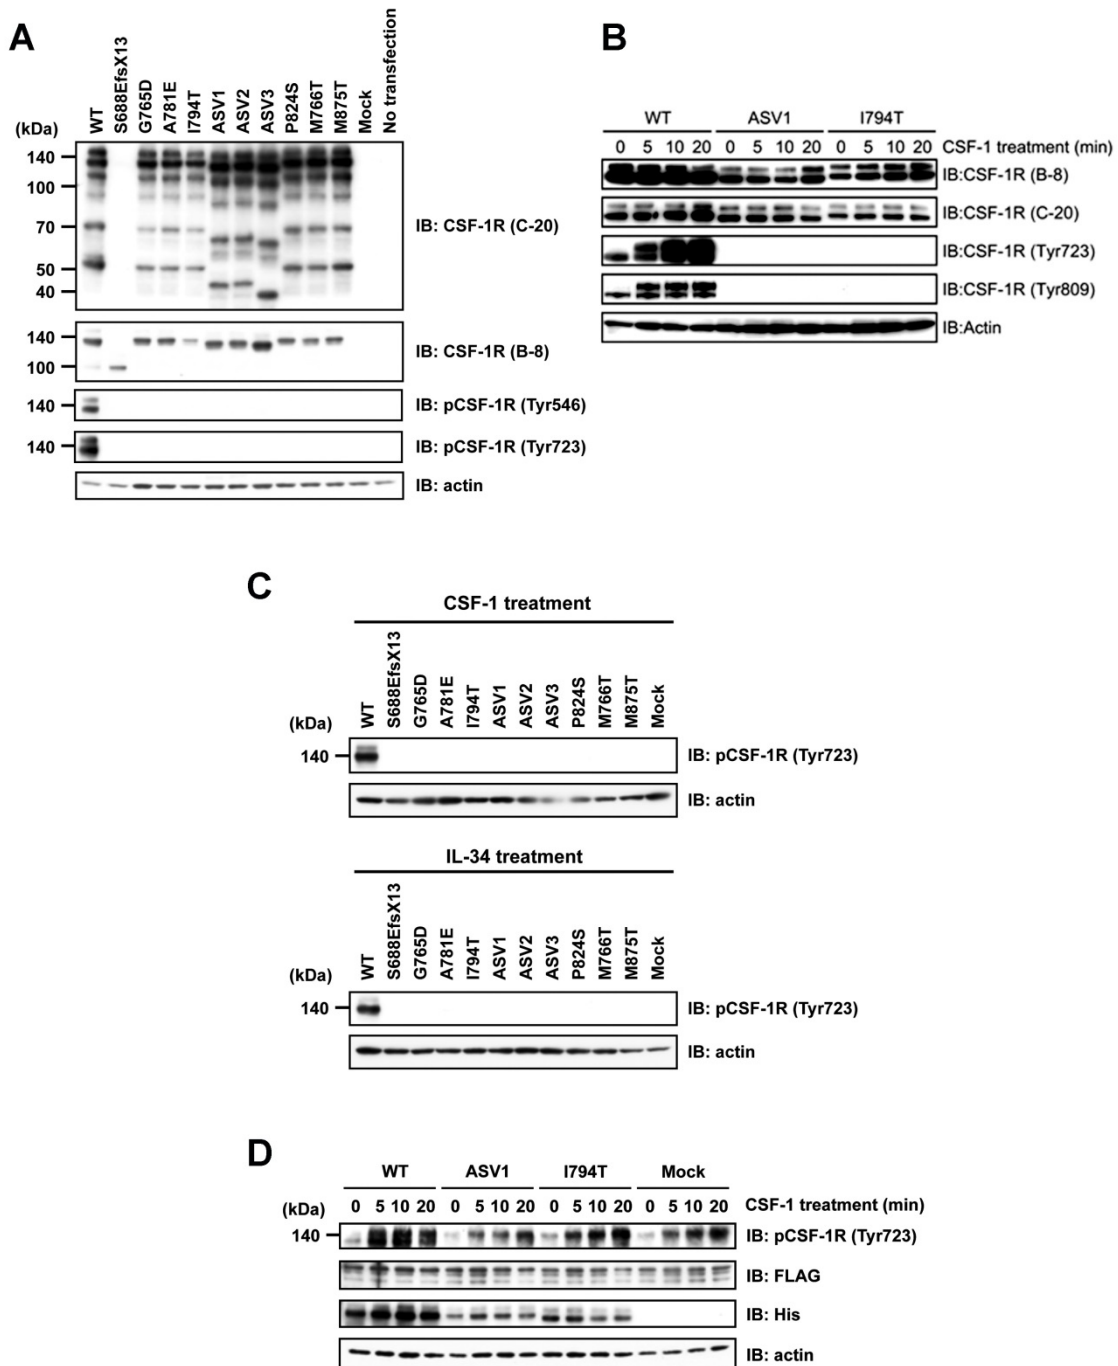 A
WT
S688EfsX13
G765D
A781E
I794T
ASV1
ASV2
ASV3
P824S
M766T
M875T
Mock
No transfection
(kDa)
140
100
70
50
40
IB: CSF-1R (C-20)
140
100
IB: CSF-1R (B-8)
140
IB: pCSF-1R (Tyr546)
140
IB: pCSF-1R (Tyr723)
IB: actin
B
WT ASV1 I794T
0 5 10 20 0 5 10 20 0 5 10 20 CSF-1 treatment (min)
IB:CSF-1R (B-8)
IB:CSF-1R (C-20)
IB:CSF-1R (Tyr723)
IB:CSF-1R (Tyr809)
IB:Actin
C
CSF-1 treatment
WT
S688EfsX13
G765D
A781E
I794T
ASV1
ASV2
ASV3
P824S
M766T
M875T
Mock
(kDa)
140
IB: pCSF-1R (Tyr723)
IB: actin
IL-34 treatment
WT
S688EfsX13
G765D
A781E
I794T
ASV1
ASV2
ASV3
P824S
M766T
M875T
Mock
(kDa)
140
IB: pCSF-1R (Tyr723)
IB: actin
D
WT ASV1 I794T Mock
(kDa) 0 5 10 20 0 5 10 20 0 5 10 20 0 5 10 20 CSF-1 treatment (min)
140 IB: pCSF-1R (Tyr723)
IB: FLAG
IB: His
IB: actin